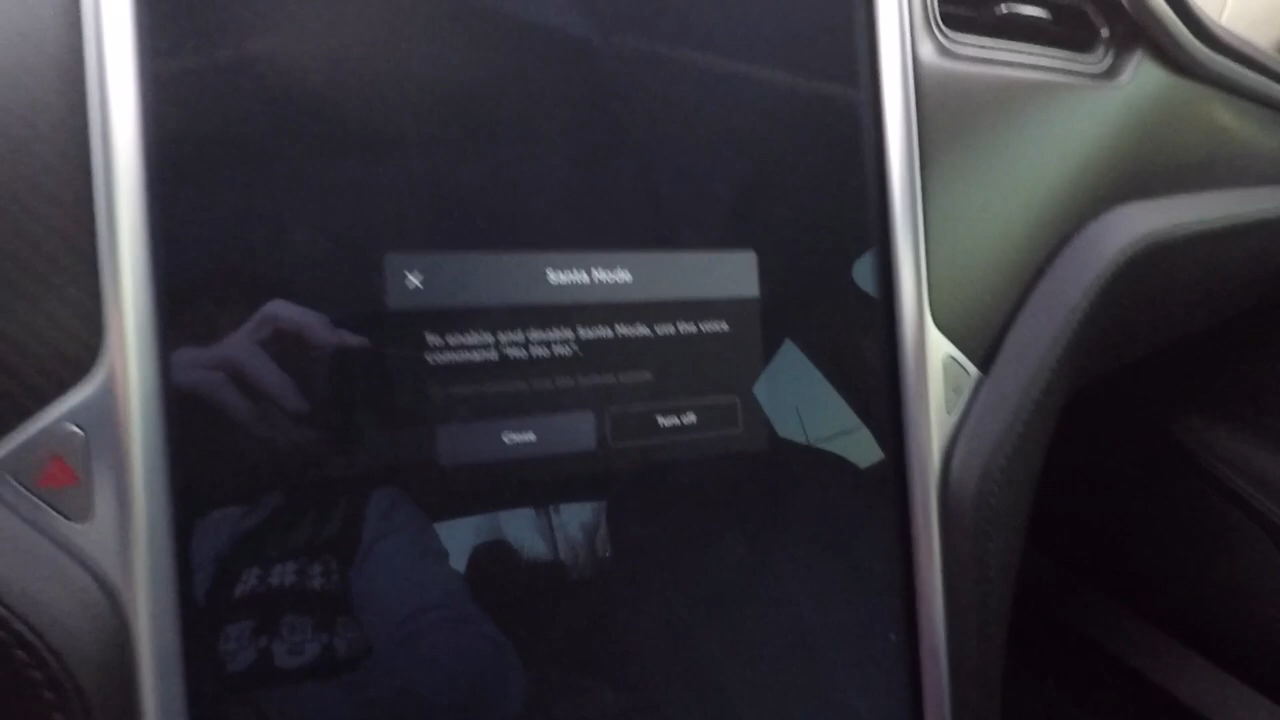 Santa Mode
To enable and disable Santa Mode, use the voice
command "Ho Ho Ho".
Close
Turn off